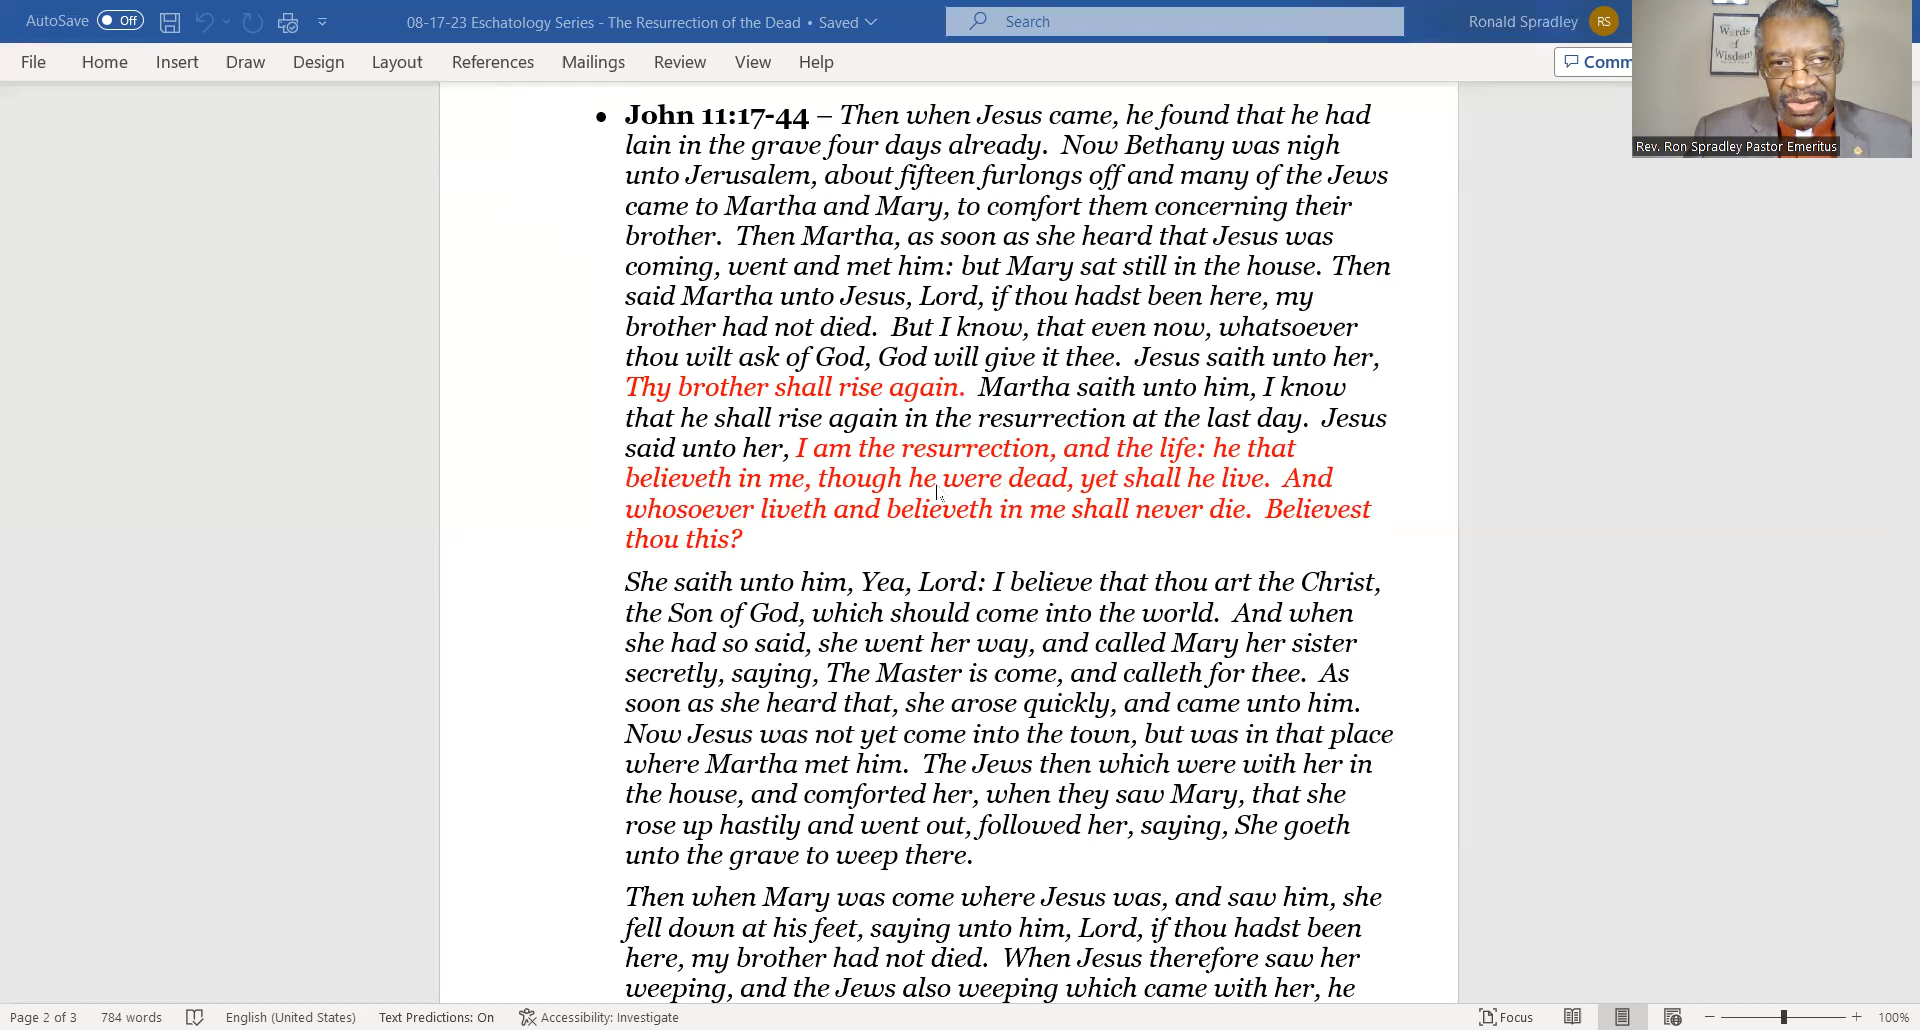 AutoSave Off 08-17-23 Eschatology Series - The Resurrection of the Dead • Saved Search Ronald Spradley RS
File Home Insert Draw Design Layout References Mailings Review View Help Comm
Words
of
Wisdom
Rev. Ron Spradley Pastor Emeritus
• John 11:17-44 – Then when Jesus came, he found that he had
lain in the grave four days already. Now Bethany was nigh
unto Jerusalem, about fifteen furlongs off and many of the Jews
came to Martha and Mary, to comfort them concerning their
brother. Then Martha, as soon as she heard that Jesus was
coming, went and met him: but Mary sat still in the house. Then
said Martha unto Jesus, Lord, if thou hadst been here, my
brother had not died. But I know, that even now, whatsoever
thou wilt ask of God, God will give it thee. Jesus saith unto her,
Thy brother shall rise again. Martha saith unto him, I know
that he shall rise again in the resurrection at the last day. Jesus
said unto her, I am the resurrection, and the life: he that
believeth in me, though he were dead, yet shall he live. And
whosoever liveth and believeth in me shall never die. Believest
thou this?
She saith unto him, Yea, Lord: I believe that thou art the Christ,
the Son of God, which should come into the world. And when
she had so said, she went her way, and called Mary her sister
secretly, saying, The Master is come, and calleth for thee. As
soon as she heard that, she arose quickly, and came unto him.
Now Jesus was not yet come into the town, but was in that place
where Martha met him. The Jews then which were with her in
the house, and comforted her, when they saw Mary, that she
rose up hastily and went out, followed her, saying, She goeth
unto the grave to weep there.
Then when Mary was come where Jesus was, and saw him, she
fell down at his feet, saying unto him, Lord, if thou hadst been
here, my brother had not died. When Jesus therefore saw her
weeping, and the Jews also weeping which came with her, he
Page 2 of 3 784 words English (United States) Text Predictions: On Accessibility: Investigate Focus 100%